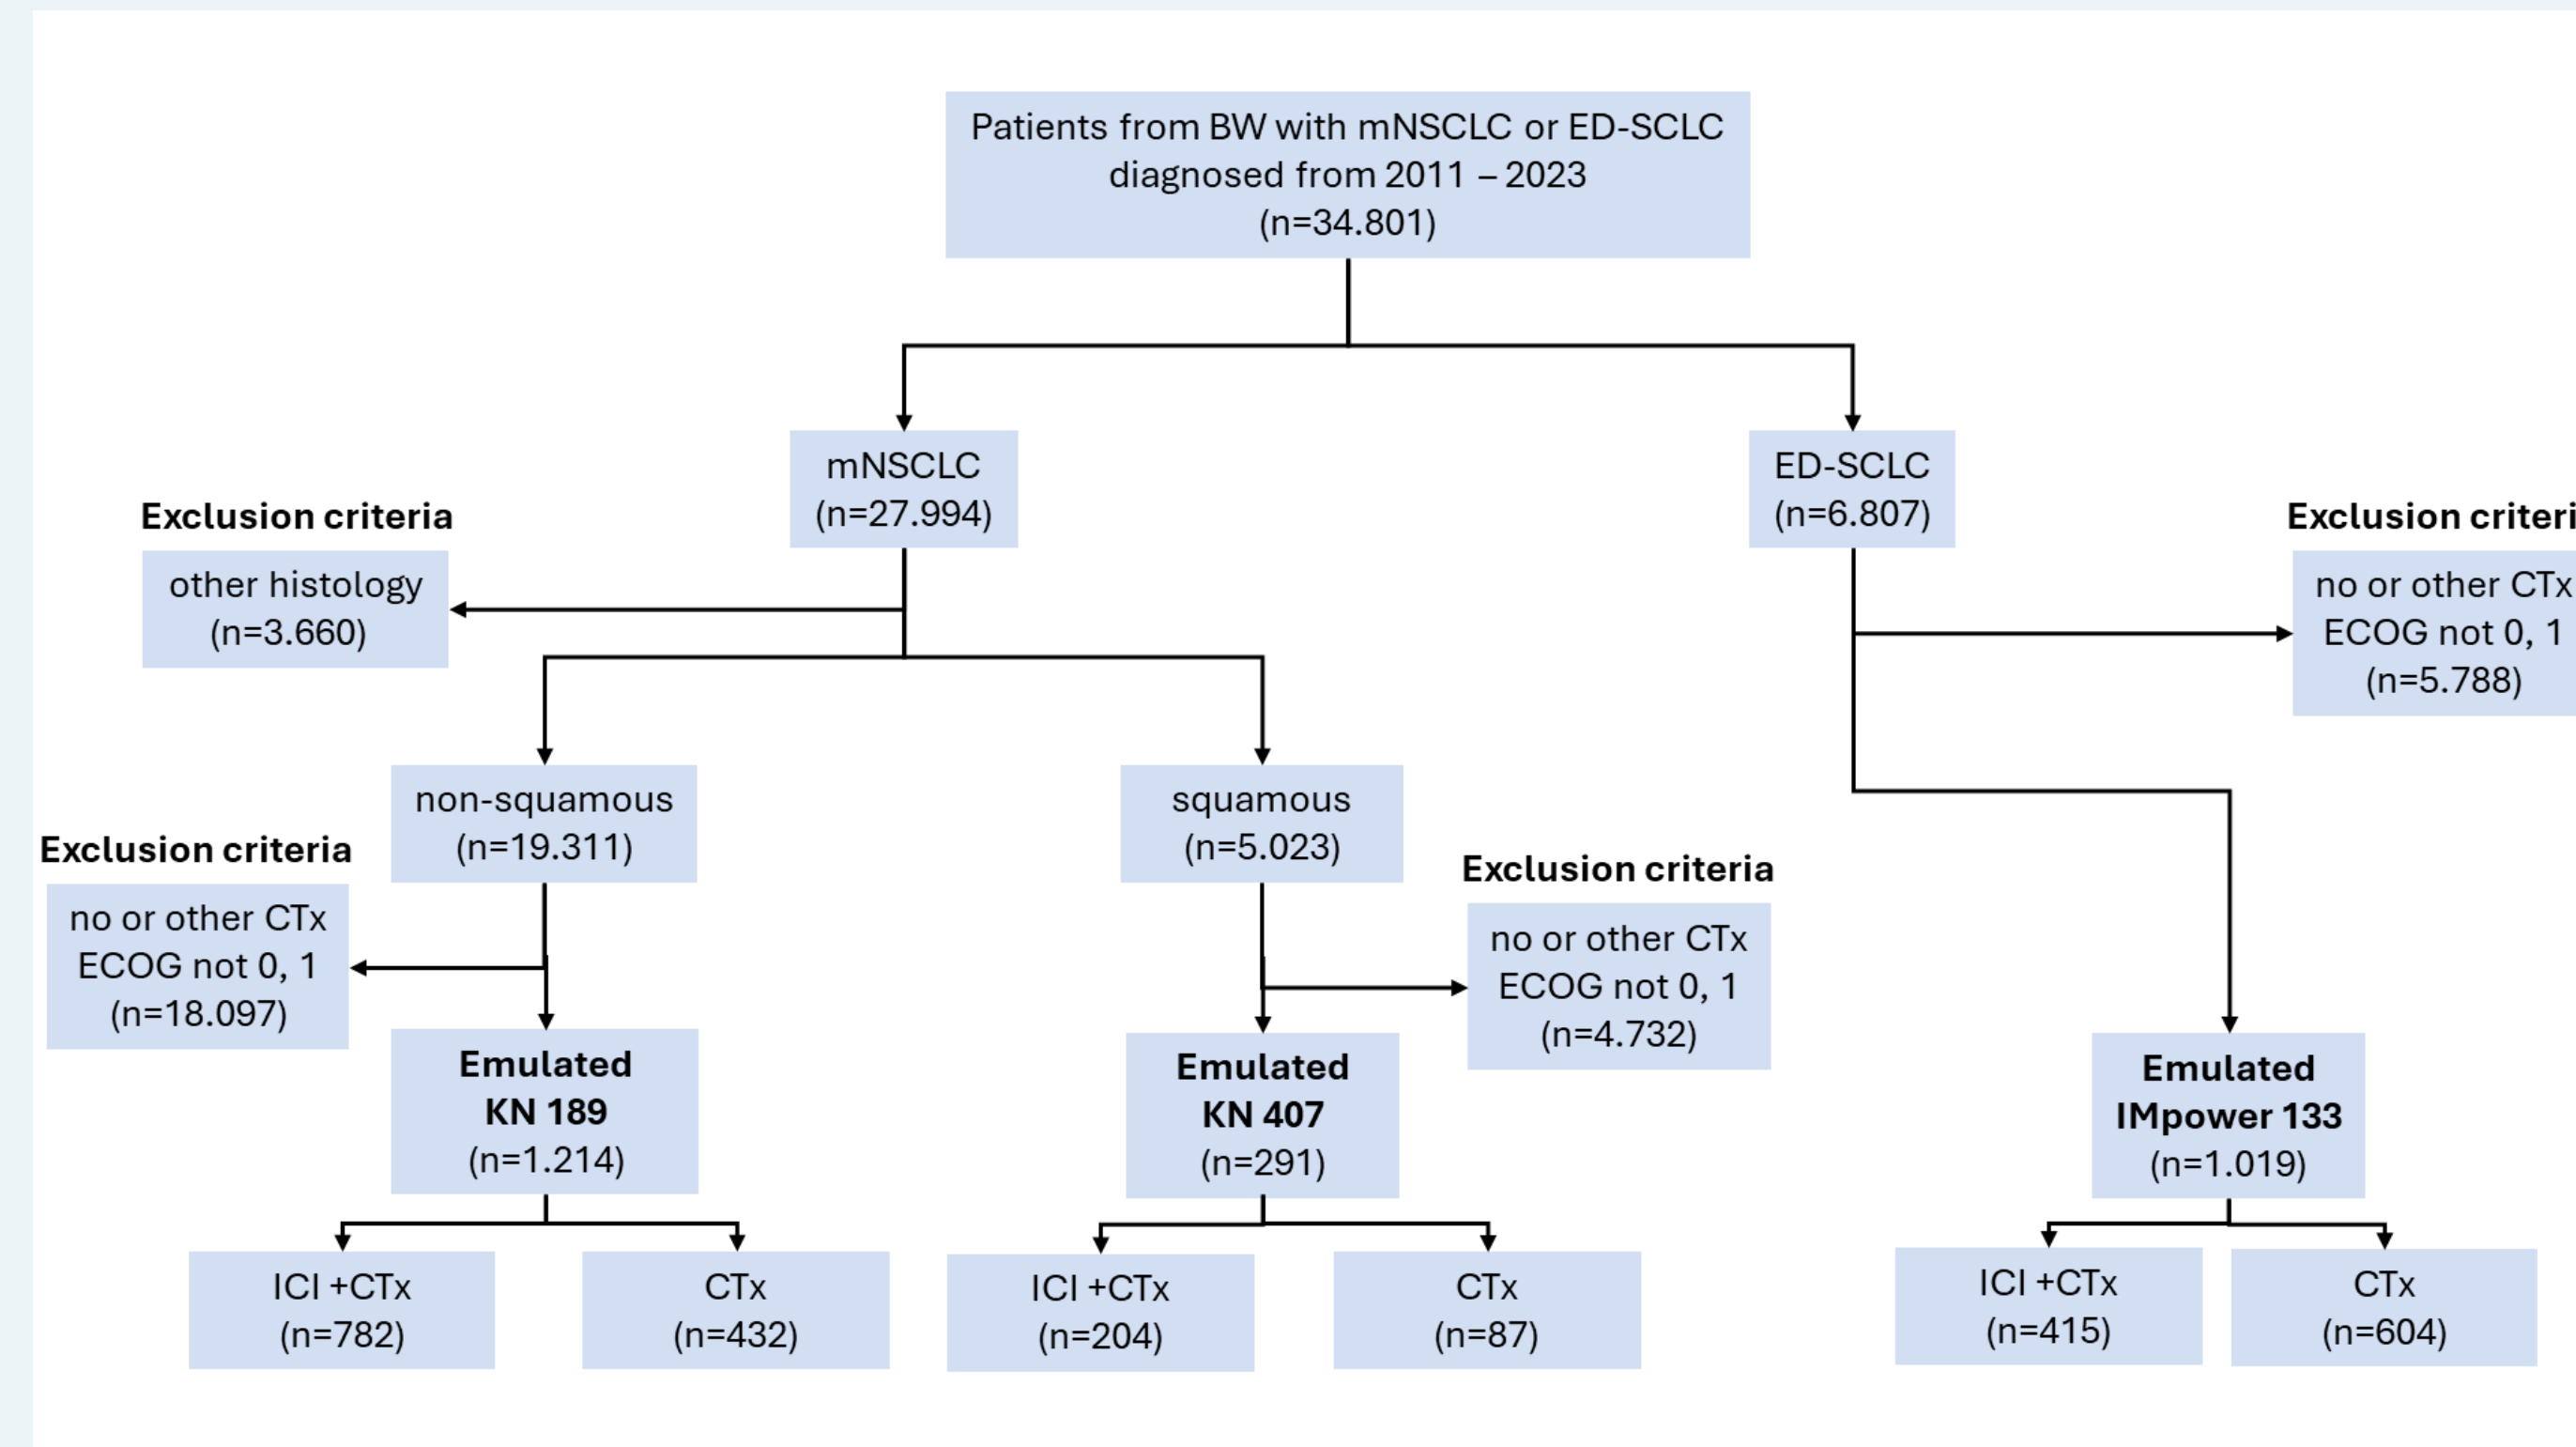 Patients from BW with mNSCLC or ED-SCLC
diagnosed from 2011 – 2023
(n=34.801)
mNSCLC
(n=27.994)
ED-SCLC
(n=6.807)
Exclusion criteria
other histology
(n=3.660)
Exclusion criteri
no or other CTx
ECOG not 0, 1
(n=5.788)
non-squamous
(n=19.311)
squamous
(n=5.023)
Exclusion criteria
no or other CTx
ECOG not 0, 1
(n=18.097)
Exclusion criteria
no or other CTx
ECOG not 0, 1
(n=4.732)
Emulated
KN 189
(n=1.214)
Emulated
KN 407
(n=291)
Emulated
IMpower 133
(n=1.019)
ICI +CTx
(n=782)
CTx
(n=432)
ICI +CTx
(n=204)
CTx
(n=87)
ICI +CTx
(n=415)
CTx
(n=604)